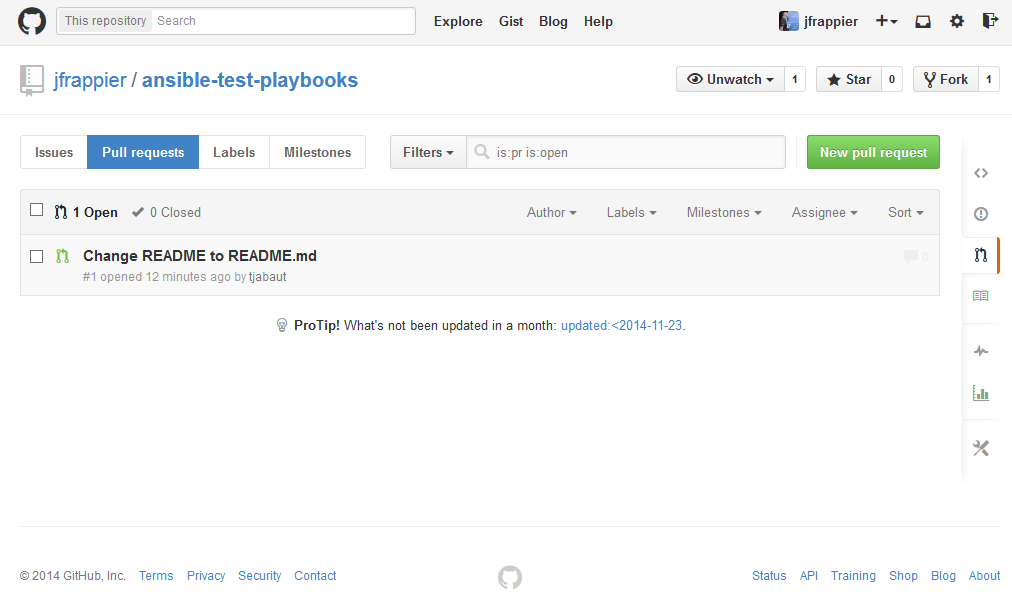 This repository Search Explore Gist Blog Help jfrappier
jfrappier / ansible-test-playbooks Unwatch 1 Star 0 Fork 1
Issues Pull requests Labels Milestones Filters is:pr is:open New pull request
1 Open 0 Closed Author Labels Milestones Assignee Sort
Change README to README.md 0
#1 opened 12 minutes ago by tjabaut
ProTip! What's not been updated in a month: updated:<2014-11-23.
© 2014 GitHub, Inc. Terms Privacy Security Contact Status API Training Shop Blog About